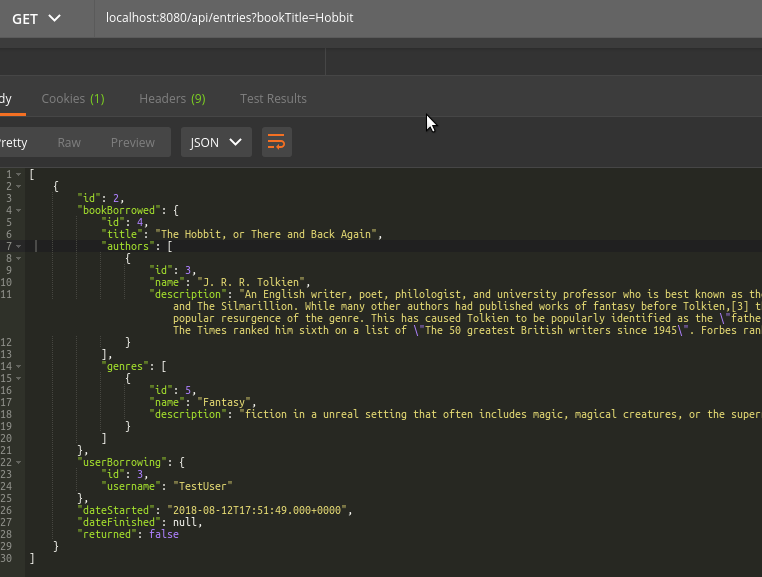 GET localhost:8080/api/entries?bookTitle=Hobbit
dy Cookies (1) Headers (9) Test Results
retty Raw Preview JSON
1 [
2 {
3 "id": 2,
4 "bookBorrowed": {
5 "id": 4,
6 "title": "The Hobbit, or There and Back Again",
7 "authors": [
8 {
9 "id": 3,
10 "name": "J. R. R. Tolkien",
11 "description": "An English writer, poet, philologist, and university professor who is best known as the
and The Silmarillion. While many other authors had published works of fantasy before Tolkien,[3] t
popular resurgence of the genre. This has caused Tolkien to be popularly identified as the \"fathe
The Times ranked him sixth on a list of \"The 50 greatest British writers since 1945\". Forbes ran
12 }
13 ],
14 "genres": [
15 {
16 "id": 5,
17 "name": "Fantasy",
18 "description": "fiction in a unreal setting that often includes magic, magical creatures, or the super
19 }
20 ]
21 },
22 "userBorrowing": {
23 "id": 3,
24 "username": "TestUser"
25 },
26 "dateStarted": "2018-08-12T17:51:49.000+0000",
27 "dateFinished": null,
28 "returned": false
29 }
30 ]